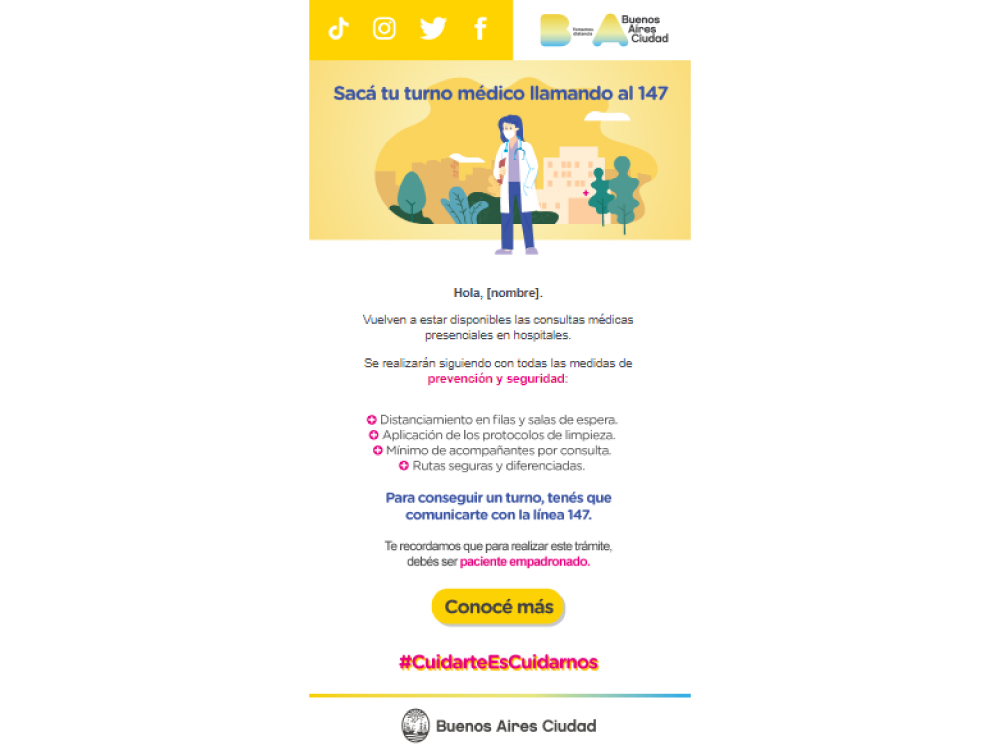 B A
Fomentemos
distancia
Buenos
Aires
Ciudad
Sacá tu turno médico llamando al 147
Hola, [nombre].
Vuelven a estar disponibles las consultas médicas
presenciales en hospitales.
Se realizarán siguiendo con todas las medidas de
prevención y seguridad:
Distanciamiento en filas y salas de espera.
Aplicación de los protocolos de limpieza.
Mínimo de acompañantes por consulta.
Rutas seguras y diferenciadas.
Para conseguir un turno, tenés que
comunicarte con la línea 147.
Te recordamos que para realizar este trámite,
debés ser paciente empadronado.
Conocé más
#CuidarteEsCuidarnos
Buenos Aires Ciudad